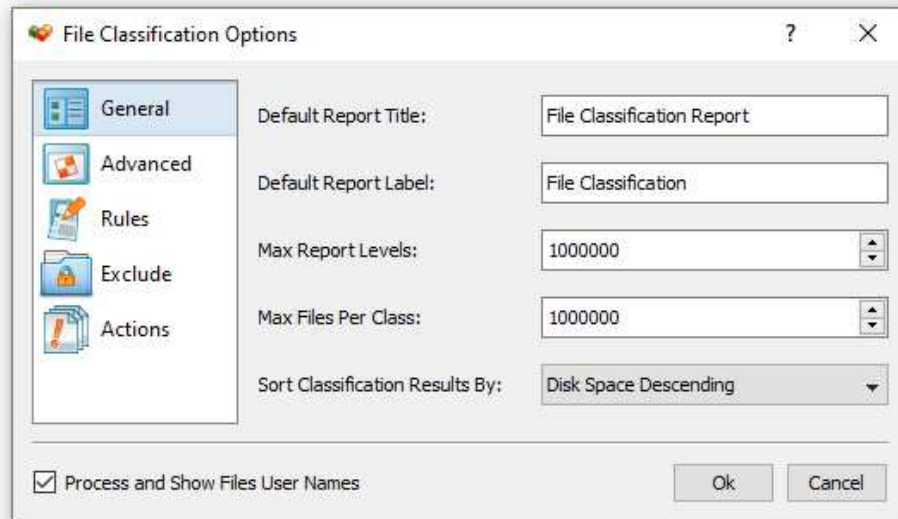 File Classification Options
?
General
Advanced
Rules
Exclude
Actions
Default Report Title:
File Classification Report
Default Report Label:
File Classification
Max Report Levels:
1000000
Max Files Per Class:
1000000
Sort Classification Results By:
Disk Space Descending
Process and Show Files User Names
Ok
Cancel